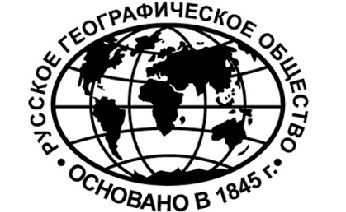 РУССКОЕ ГЕОГРАФИЧЕСКОЕ ОБЩЕСТВО
• ОСНОВАНО В 1845 г. •